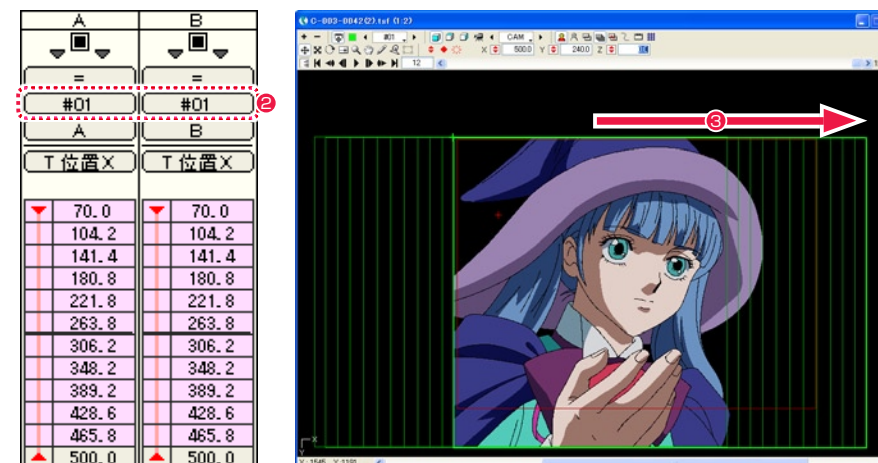 A B
= =
#01 #01 ②
A B
T 位置X T 位置X
70.0 70.0
104.2 104.2
141.4 141.4
180.8 180.8
221.8 221.8
263.8 263.8
306.2 306.2
348.2 348.2
389.2 389.2
428.6 428.6
465.8 465.8
500.0 500.0
C-003-0042(2).tsf (1:2)
#01 CAM
X 500.0 Y 240.0 Z
12
③
X
Y